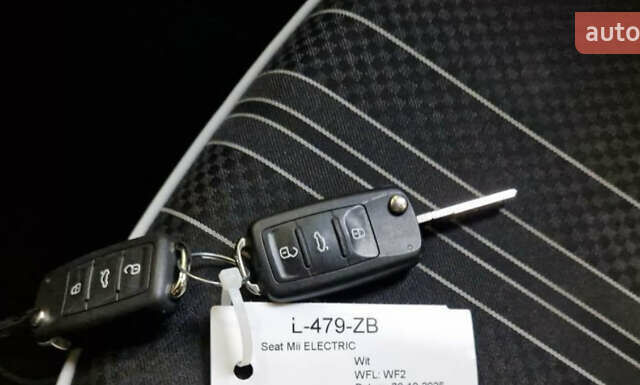 auto
L-479-ZB
Seat Mii ELECTRIC
Wit
WFL: WF2